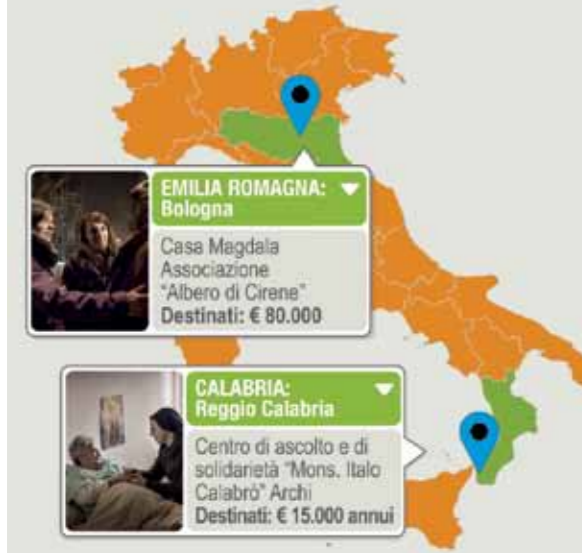 EMILIA ROMAGNA:
Bologna
Casa Magdala
Associazione
"Albero di Cirene"
Destinati: € 80.000
CALABRIA:
Reggio Calabria
Centro di ascolto e di
solidarietà "Mons. Italo
Calabrò" Archi
Destinati: € 15.000 annui